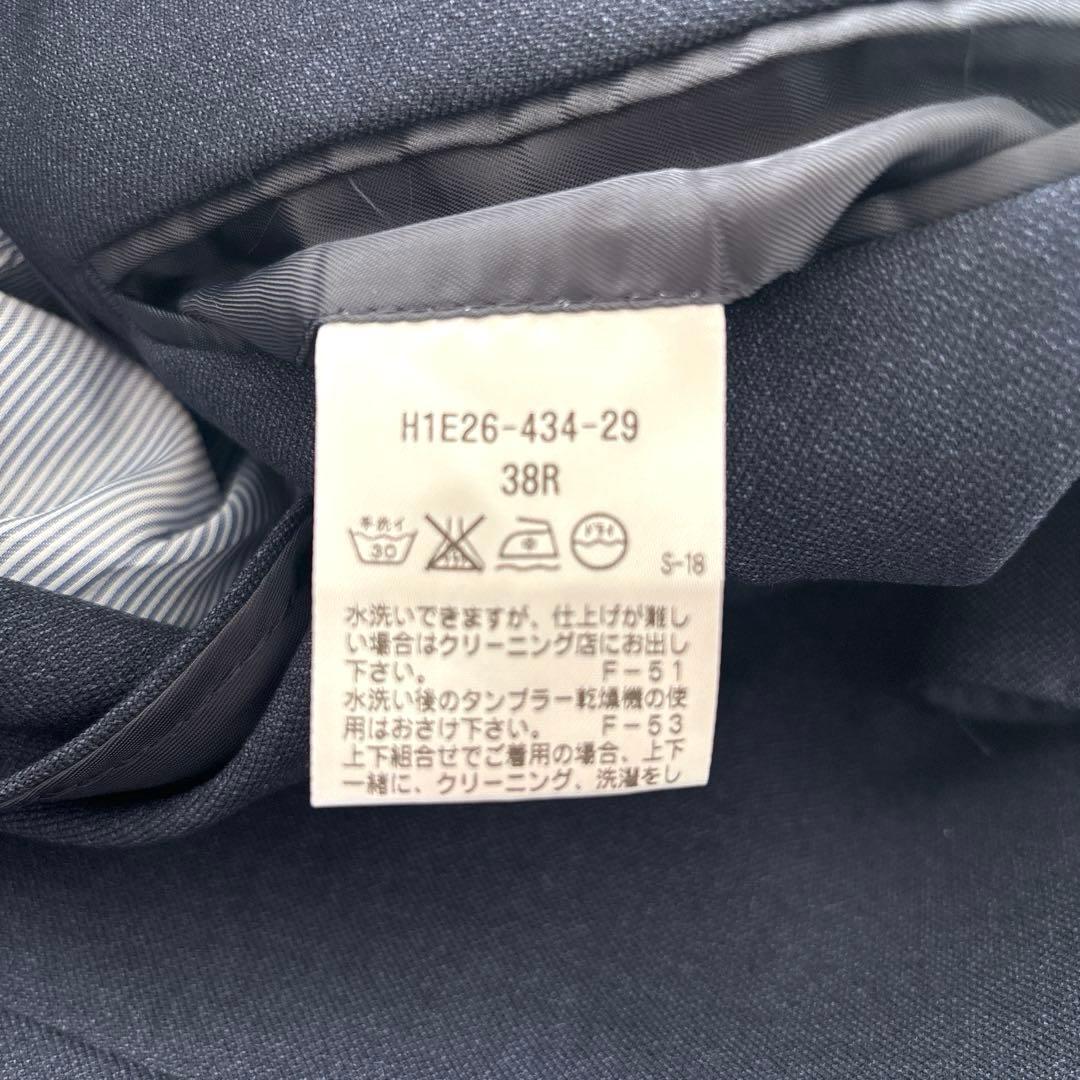 H1E26-434-29
38R
手洗イ
30
中
ドライ
S-18
水洗いできますが、仕上げが難し
い場合はクリーニング店にお出し
下さい。 F-51
水洗い後のタンブラー乾燥機の使
用はおさけ下さい。 F-53
上下組合せでご着用の場合、上下
一緒に、クリーニング、洗濯をし